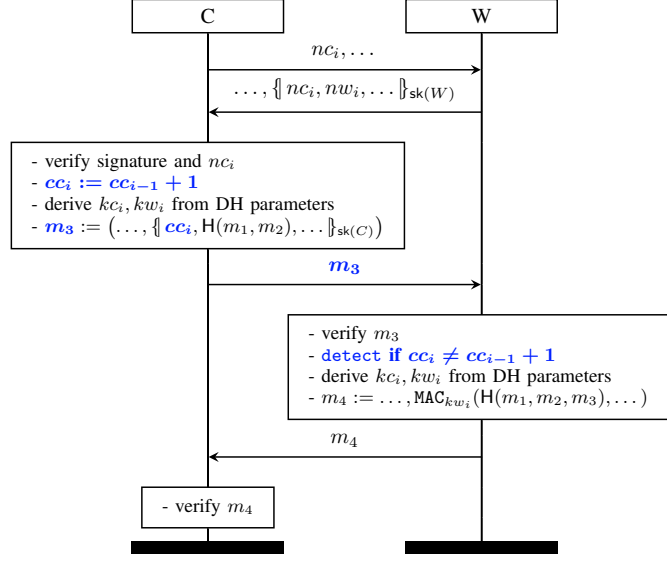 C W
nc_i, …
…, {| nc_i, nw_i, … |}_sk(W)
- verify signature and nc_i
- cc_i := cc_{i−1} + 1
- derive kc_i, kw_i from DH parameters
- m_3 := (…, {| cc_i, H(m_1, m_2), … |}_sk(C))
m_3
- verify m_3
- detect if cc_i ≠ cc_{i−1} + 1
- derive kc_i, kw_i from DH parameters
- m_4 := …, MAC_{kw_i}(H(m_1, m_2, m_3), …)
m_4
- verify m_4